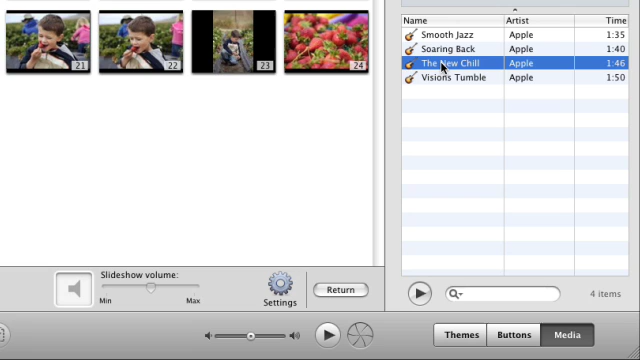 Name Artist Time
Smooth Jazz Apple 1:35
Soaring Back Apple 1:40
The New Chill Apple 1:46
Visions Tumble Apple 1:50
21 22 23 24
Slideshow volume:
Min Max
Settings
Return
4 items
Themes Buttons Media